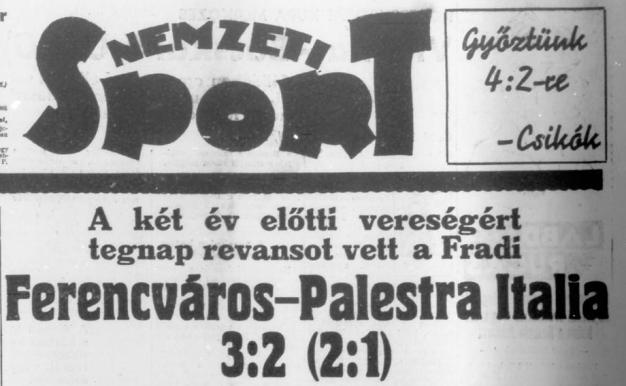 NEMZETI
SPORT
Győztünk
4:2-re
-Csikók
A két év előtti vereségért
tegnap revansot vett a Fradi
Ferencváros-Palestra Italia
3:2 (2:1)